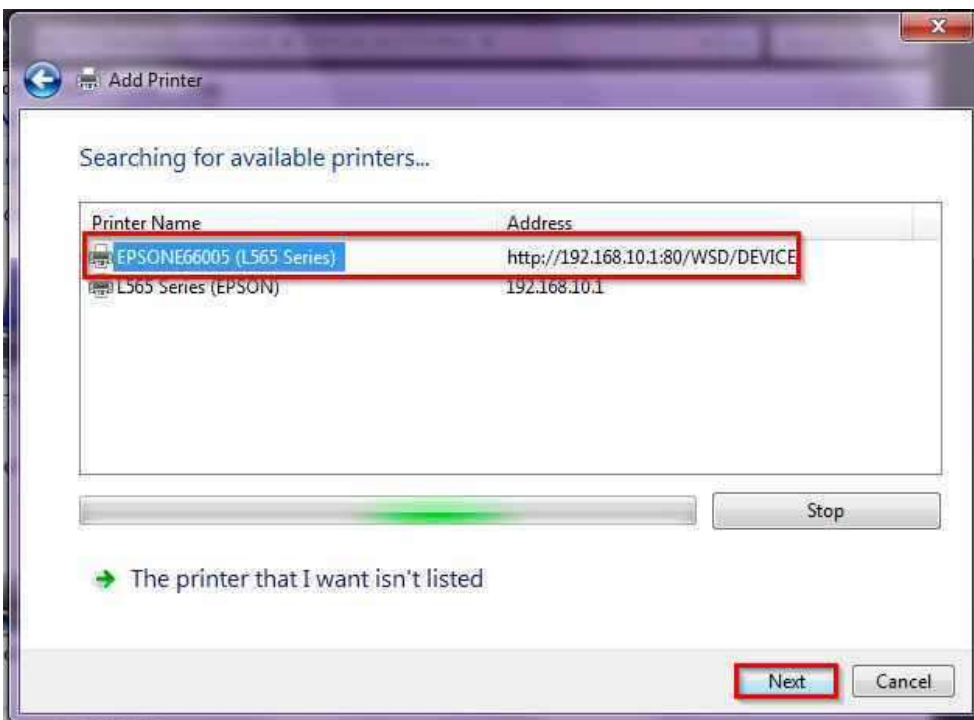 Add Printer
Searching for available printers...
Printer Name Address
EPSONE66005 (L565 Series) http://192.168.10.1:80/WSD/DEVICE
L565 Series (EPSON) 192.168.10.1
Stop
The printer that I want isn't listed
Next Cancel